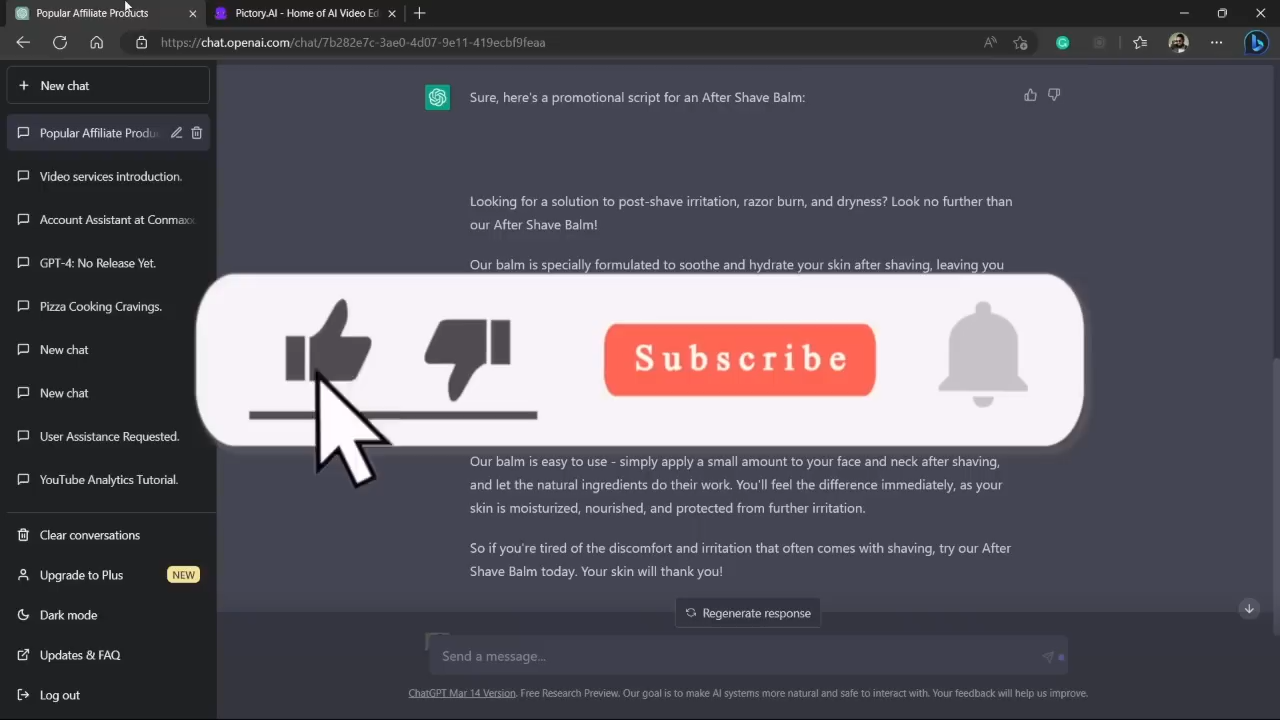 Popular Affiliate Products
Pictory.AI - Home of AI Video Ed
https://chat.openai.com/chat/7b282e7c-3ae0-4d07-9e11-419ecbf9feaa
New chat
Popular Affiliate Produ
Video services introduction.
Account Assistant at Conmaxx
GPT-4: No Release Yet.
Pizza Cooking Cravings.
New chat
New chat
User Assistance Requested.
YouTube Analytics Tutorial.
Clear conversations
Upgrade to Plus NEW
Dark mode
Updates & FAQ
Log out
Sure, here's a promotional script for an After Shave Balm:
Looking for a solution to post-shave irritation, razor burn, and dryness? Look no further than
our After Shave Balm!
Our balm is specially formulated to soothe and hydrate your skin after shaving, leaving you
Subscribe
Our balm is easy to use - simply apply a small amount to your face and neck after shaving,
and let the natural ingredients do their work. You'll feel the difference immediately, as your
skin is moisturized, nourished, and protected from further irritation.
So if you're tired of the discomfort and irritation that often comes with shaving, try our After
Shave Balm today. Your skin will thank you!
Regenerate response
Send a message...
ChatGPT Mar 14 Version. Free Research Preview. Our goal is to make AI systems more natural and safe to interact with. Your feedback will help us improve.